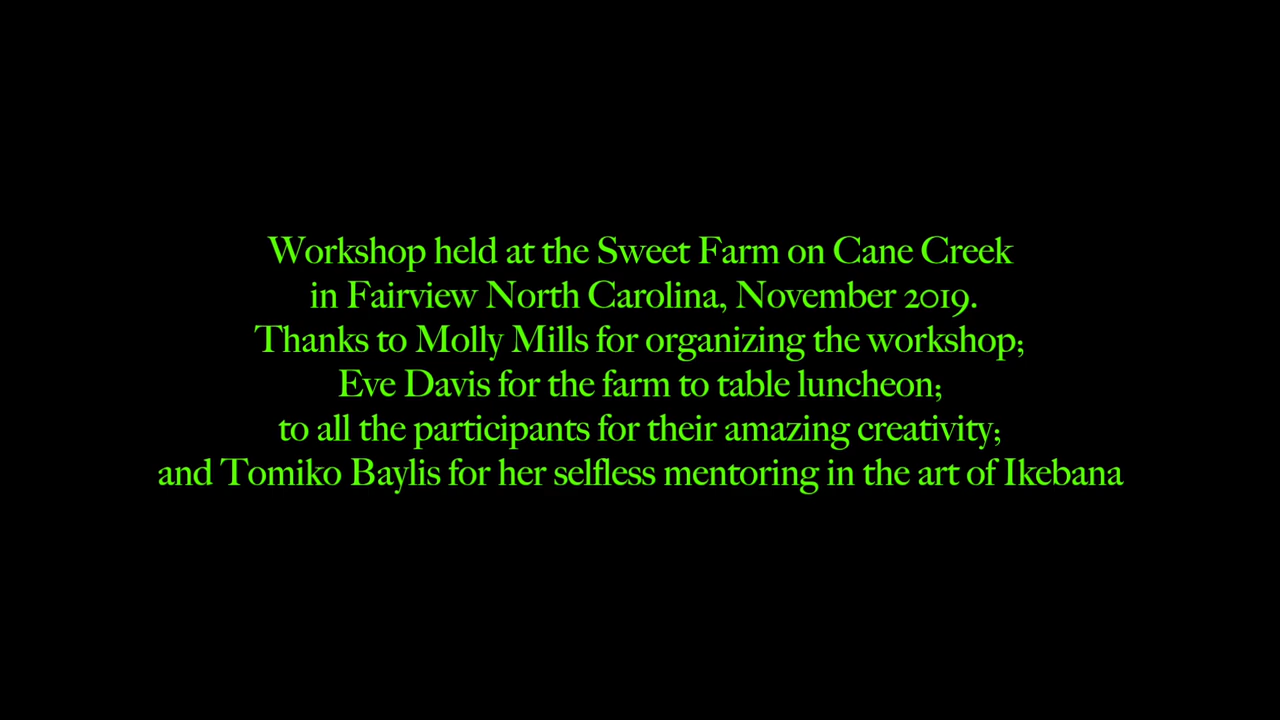 Workshop held at the Sweet Farm on Cane Creek
in Fairview North Carolina, November 2019.
Thanks to Molly Mills for organizing the workshop;
Eve Davis for the farm to table luncheon;
to all the participants for their amazing creativity;
and Tomiko Baylis for her selfless mentoring in the art of Ikebana